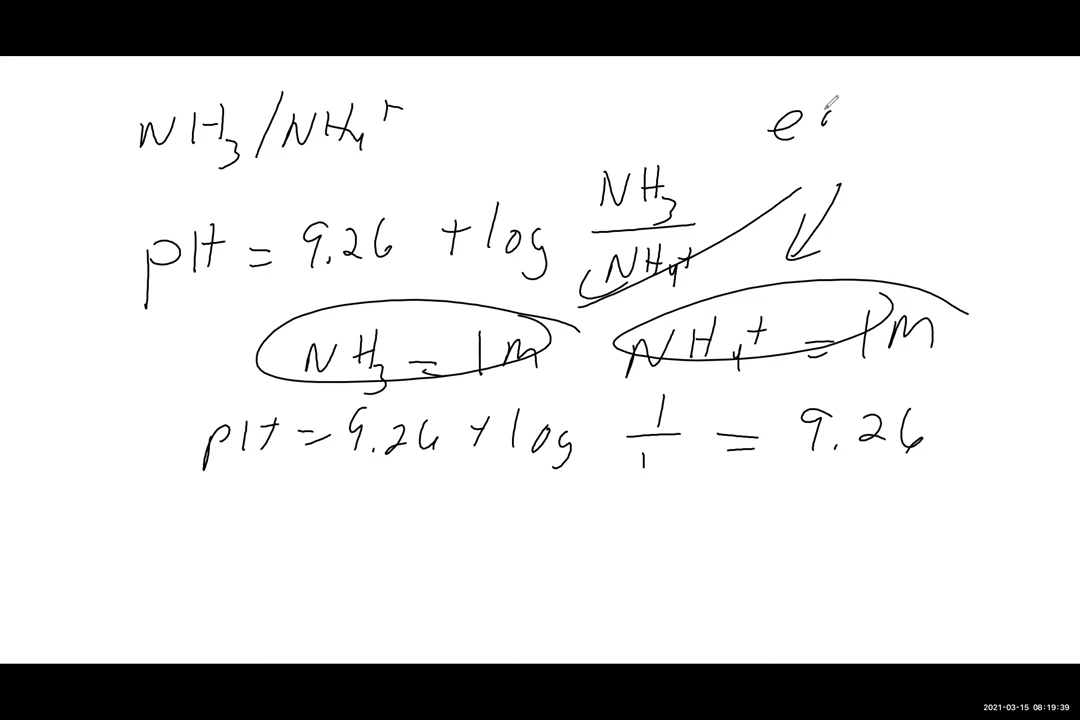 NH3/NH4+
ei
pH = 9.26 + log NH3/NH4+
NH3 = 1M NH4+ = 1M
pH = 9.26 + log 1/1 = 9.26
2021-03-15 08:19:39